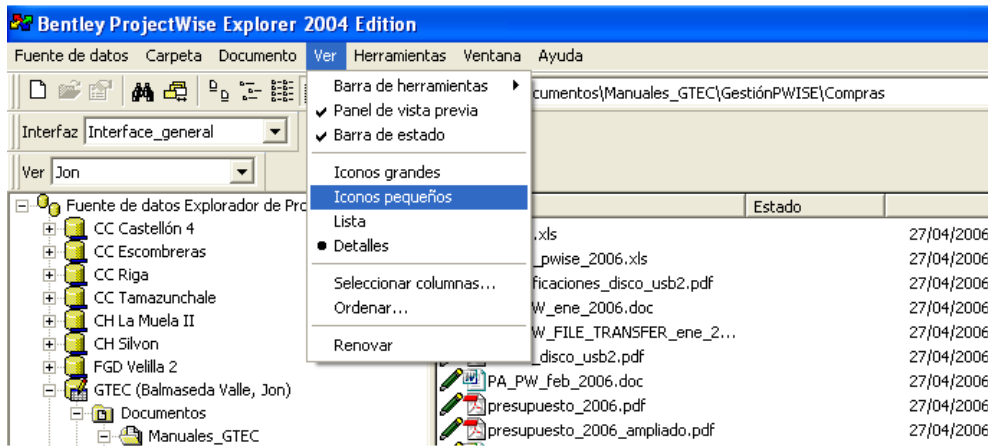 Bentley ProjectWise Explorer 2004 Edition
Fuente de datos Carpeta Documento Ver Herramientas Ventana Ayuda
Barra de herramientas
cumentos\Manuales_GTEC\GestiónPWISE\Compras
Panel de vista previa
Interfaz Interface_general
Barra de estado
Ver Jon
Iconos grandes
Iconos pequeños
Lista
Detalles
Seleccionar columnas...
Ordenar...
Renovar
Fuente de datos Explorador de Pro
CC Castellón 4
CC Escombreras
CC Riga
CC Tamazunchale
CH La Muela II
CH Silvon
FGD Velilla 2
GTEC (Balmaseda Valle, Jon)
Documentos
Manuales_GTEC
Estado
.xls 27/04/2006
_pwise_2006.xls 27/04/2006
ficaciones_disco_usb2.pdf 27/04/2006
W_ene_2006.doc 27/04/2006
W_FILE_TRANSFER_ene_2... 27/04/2006
_disco_usb2.pdf 27/04/2006
PA_PW_feb_2006.doc 27/04/2006
presupuesto_2006.pdf 27/04/2006
presupuesto_2006_ampliado.pdf 27/04/2006